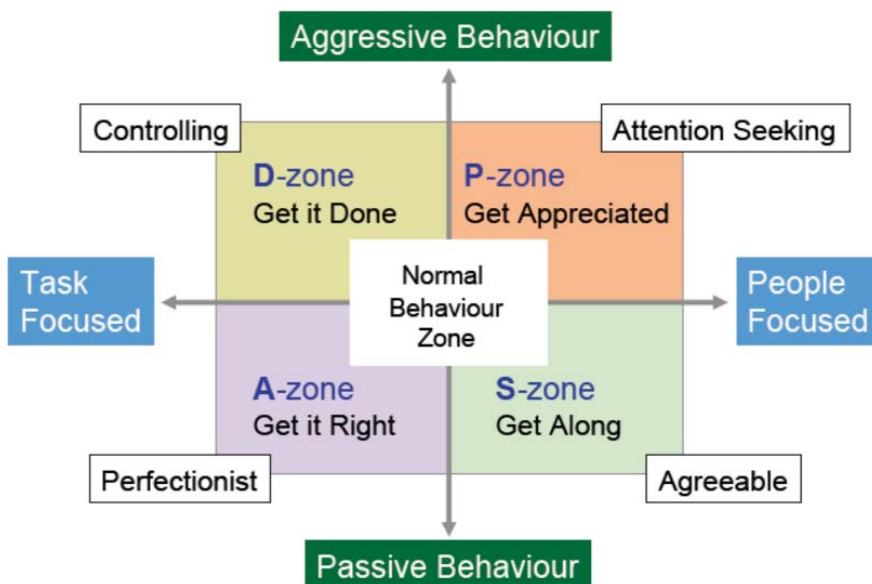 Aggressive Behaviour
Controlling
Attention Seeking
D-zone
Get it Done
P-zone
Get Appreciated
Task
Focused
Normal
Behaviour
Zone
People
Focused
A-zone
Get it Right
S-zone
Get Along
Perfectionist
Agreeable
Passive Behaviour